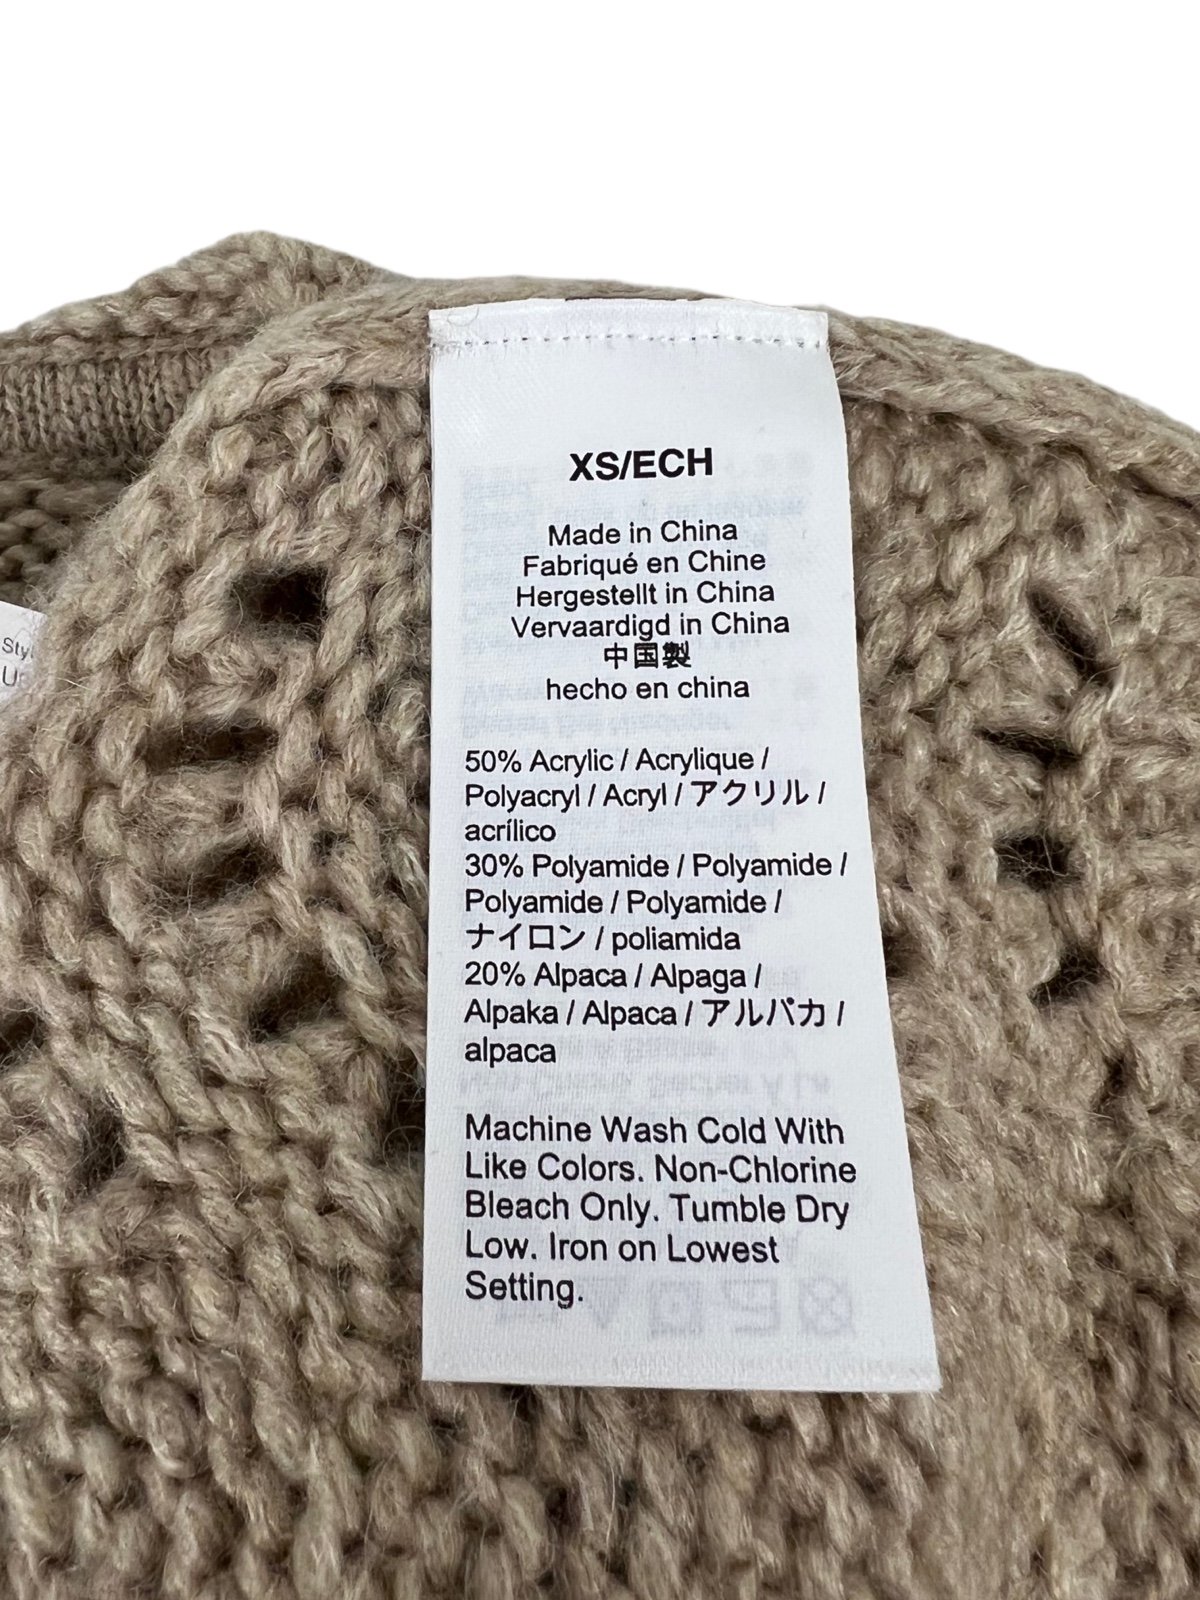 XS/ECH
Made in China
Fabriqué en Chine
Hergestellt in China
Vervaardigd in China
中国製
hecho en china
50% Acrylic / Acrylique /
Polyacryl / Acryl / アクリル /
acrílico
30% Polyamide / Polyamide /
Polyamide / Polyamide /
ナイロン / poliamida
20% Alpaca / Alpaga /
Alpaka / Alpaca / アルパカ /
alpaca
Machine Wash Cold With
Like Colors. Non-Chlorine
Bleach Only. Tumble Dry
Low. Iron on Lowest
Setting.